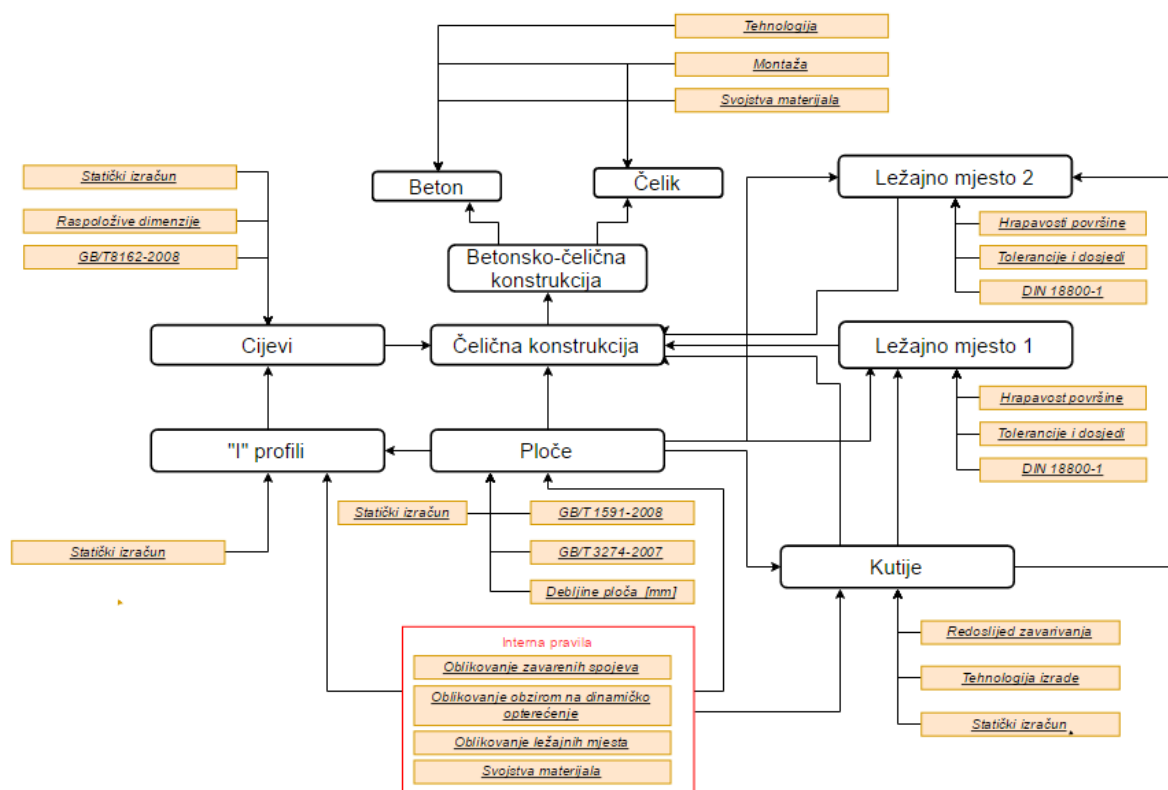 Tehnologija
Montaža
Svojstva materijala
Statički izračun
Raspoložive dimenzije
GB/T8162-2008
Beton
Čelik
Ležajno mjesto 2
Hrapavosti površine
Tolerancije i dosjedi
DIN 18800-1
Betonsko-čelična
konstrukcija
Cijevi
Čelična konstrukcija
Ležajno mjesto 1
Hrapavost površine
Tolerancije i dosjedi
DIN 18800-1
"I" profili
Ploče
Statički izračun
GB/T 1591-2008
GB/T 3274-2007
Debljine ploča [mm]
Statički izračun
Kutije
Redoslijed zavarivanja
Tehnologija izrade
Statički izračun
Interna pravila
Oblikovanje zavarenih spojeva
Oblikovanje obzirom na dinamičko
opterećenje
Oblikovanje ležajnih mjesta
Svojstva materijala